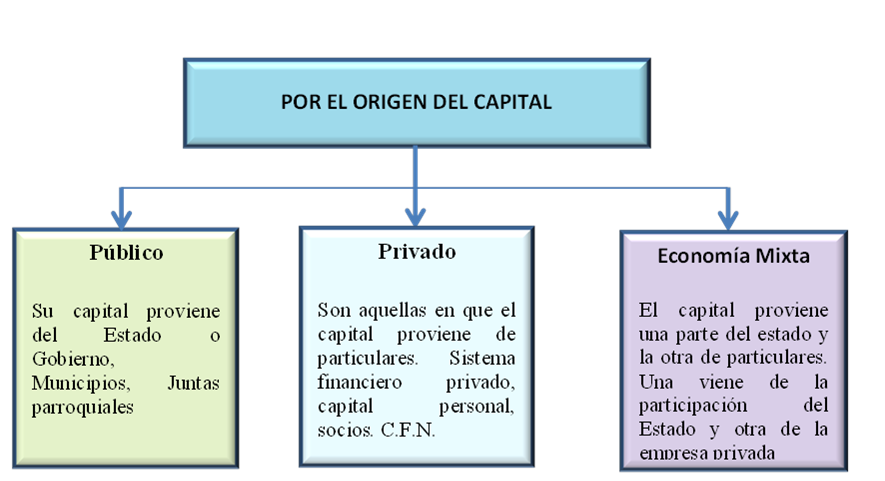 POR EL ORIGEN DEL CAPITAL
Público
Su capital proviene
del Estado o
Gobierno,
Municipios, Juntas
parroquiales
Privado
Son aquellas en que el
capital proviene de
particulares. Sistema
financiero privado,
capital personal,
socios. C.F.N.
Economía Mixta
El capital proviene
una parte del estado y
la otra de particulares.
Una viene de la
participación del
Estado y otra de la
empresa privada